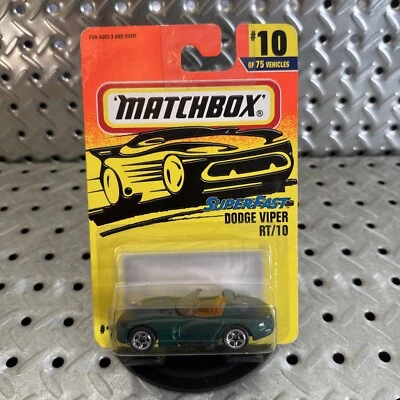 FOR AGES 3 AND OVER
#10
OF 75 VEHICLES
'MATCHBOX'®
SUPERFAST
DODGE VIPER
RT/10
#